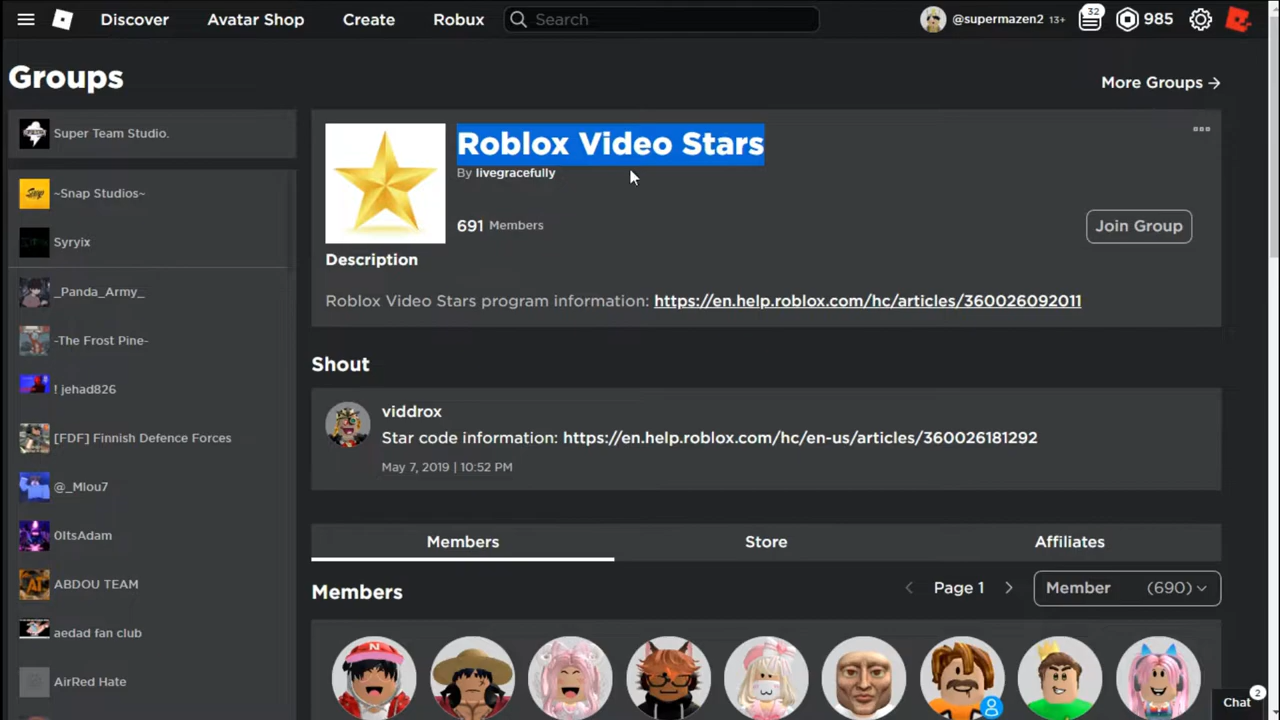 Discover
Avatar Shop
Create
Robux
Search
@supermazen2 13+
32
985
Groups
More Groups →
Super Team Studio.
~Snap Studios~
Syryix
_Panda_Army_
-The Frost Pine-
! jehad826
[FDF] Finnish Defence Forces
@_Mlou7
0ItsAdam
ABDOU TEAM
aedad fan club
AirRed Hate
Roblox Video Stars
By livegracefully
691 Members
Join Group
Description
Roblox Video Stars program information: https://en.help.roblox.com/hc/articles/360026092011
Shout
viddrox
Star code information: https://en.help.roblox.com/hc/en-us/articles/360026181292
May 7, 2019 | 10:52 PM
Members
Store
Affiliates
Members
Page 1
Member (690)
Chat
2